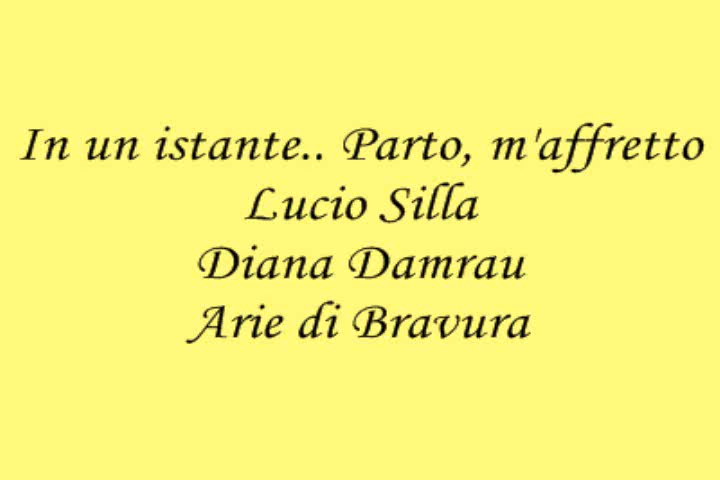 In un istante.. Parto, m'affretto
Lucio Silla
Diana Damrau
Arie di Bravura